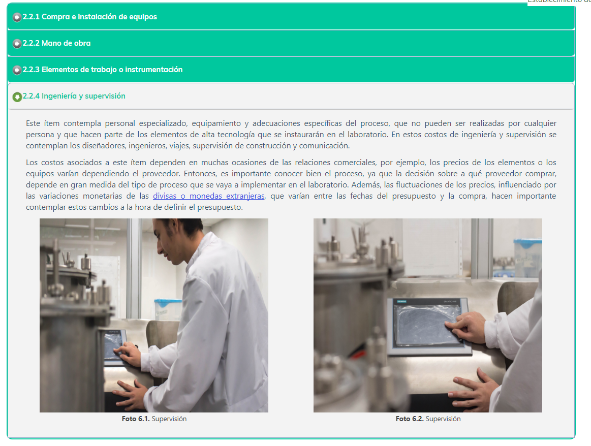 2.2.1 Compra e Instalación de equipos
2.2.2 Mano de obra
2.2.3 Elementos de trabajo o instrumentación
2.2.4 Ingeniería y supervisión
Este ítem contempla personal especializado, equipamiento y adecuaciones específicas del proceso, que no pueden ser realizadas por cualquier
persona y que hacen parte de los elementos de alta tecnología que se instaurarán en el laboratorio. En estos costos de ingeniería y supervisión se
contemplan los diseñadores, ingenieros, viajes, supervisión de construcción y comunicación.
Los costos asociados a este ítem dependen en muchas ocasiones de las relaciones comerciales, por ejemplo, los precios de los elementos o los
equipos varían dependiendo el proveedor. Entonces, es importante conocer bien el proceso, ya que la decisión sobre a qué proveedor comprar,
depende en gran medida del tipo de proceso que se vaya a implementar en el laboratorio. Además, las fluctuaciones de los precios, influenciado por
las variaciones monetarias de las divisas o monedas extranjeras, que varían entre las fechas del presupuesto y la compra, hacen importante
contemplar estos cambios a la hora de definir el presupuesto.
SIEMENS
Foto 6.1. Supervisión
Foto 6.2. Supervisión